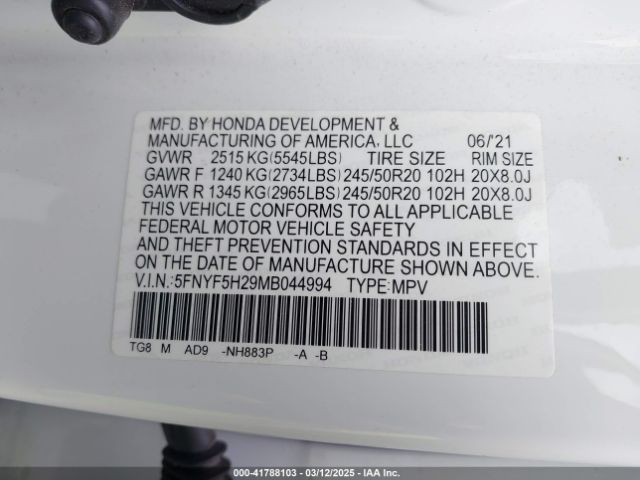 MFD. BY HONDA DEVELOPMENT &
MANUFACTURING OF AMERICA, LLC 06/'21
GVWR 2515 KG(5545LBS) TIRE SIZE RIM SIZE
GAWR F 1240 KG(2734LBS) 245/50R20 102H 20X8.0J
GAWR R 1345 KG(2965LBS) 245/50R20 102H 20X8.0J
THIS VEHICLE CONFORMS TO ALL APPLICABLE
FEDERAL MOTOR VEHICLE SAFETY
AND THEFT PREVENTION STANDARDS IN EFFECT
ON THE DATE OF MANUFACTURE SHOWN ABOVE.
V.I.N.:5FNYF5H29MB044994 TYPE:MPV
TG8 M AD9 -NH883P -A -B
000-41788103 - 03/12/2025 - IAA Inc.